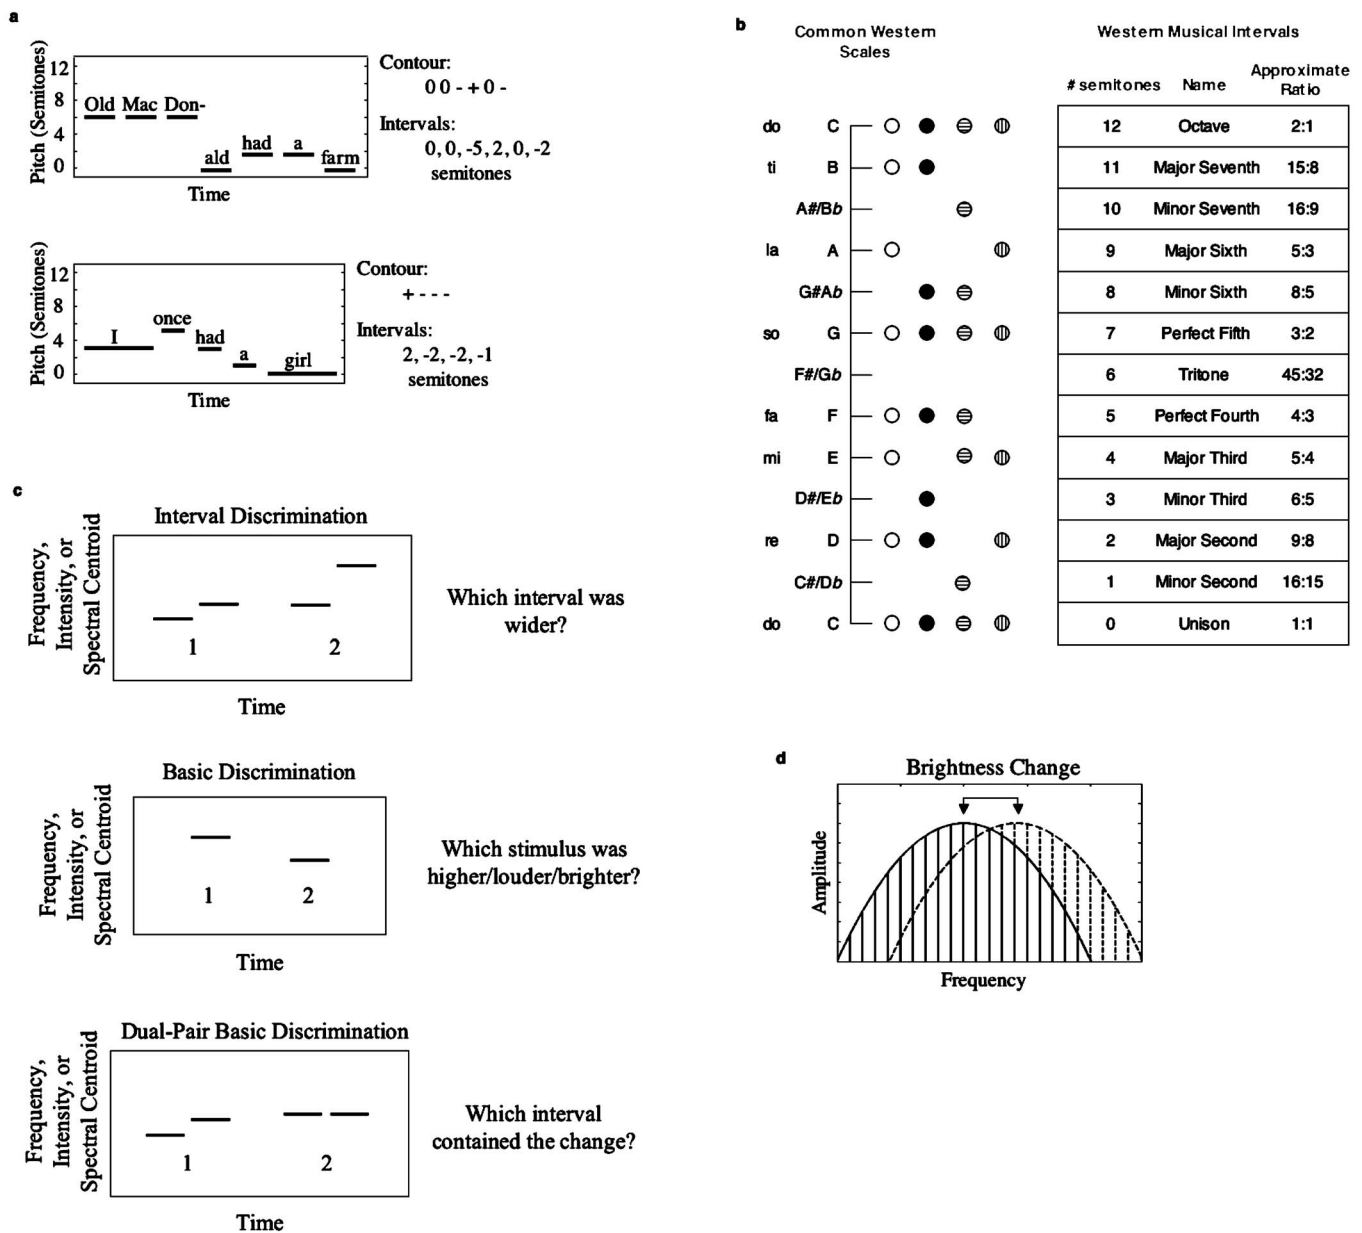 a
Pitch (Semitones)
12
8
4
0
Old Mac Don-
ald
had
a
farm
Time
Contour:
0 0 - + 0 -
Intervals:
0, 0, -5, 2, 0, -2
semitones
Pitch (Semitones)
12
8
4
0
I
once
had
a
girl
Time
Contour:
+ - - -
Intervals:
2, -2, -2, -1
semitones
b
Common Western
Scales
Western Musical Intervals
# semitones Name Approximate
Ratio
do C
12 Octave 2:1
ti B
11 Major Seventh 15:8
A#/Bb
10 Minor Seventh 16:9
la A
9 Major Sixth 5:3
G#Ab
8 Minor Sixth 8:5
so G
7 Perfect Fifth 3:2
F#/Gb
6 Tritone 45:32
fa F
5 Perfect Fourth 4:3
mi E
4 Major Third 5:4
D#/Eb
3 Minor Third 6:5
re D
2 Major Second 9:8
C#/Db
1 Minor Second 16:15
do C
0 Unison 1:1
c
Interval Discrimination
Frequency,
Intensity, or
Spectral Centroid
1
2
Time
Which interval was
wider?
Basic Discrimination
Frequency,
Intensity, or
Spectral Centroid
1
2
Time
Which stimulus was
higher/louder/brighter?
Dual-Pair Basic Discrimination
Frequency,
Intensity, or
Spectral Centroid
1
2
Time
Which interval
contained the change?
d
Brightness Change
Amplitude
Frequency